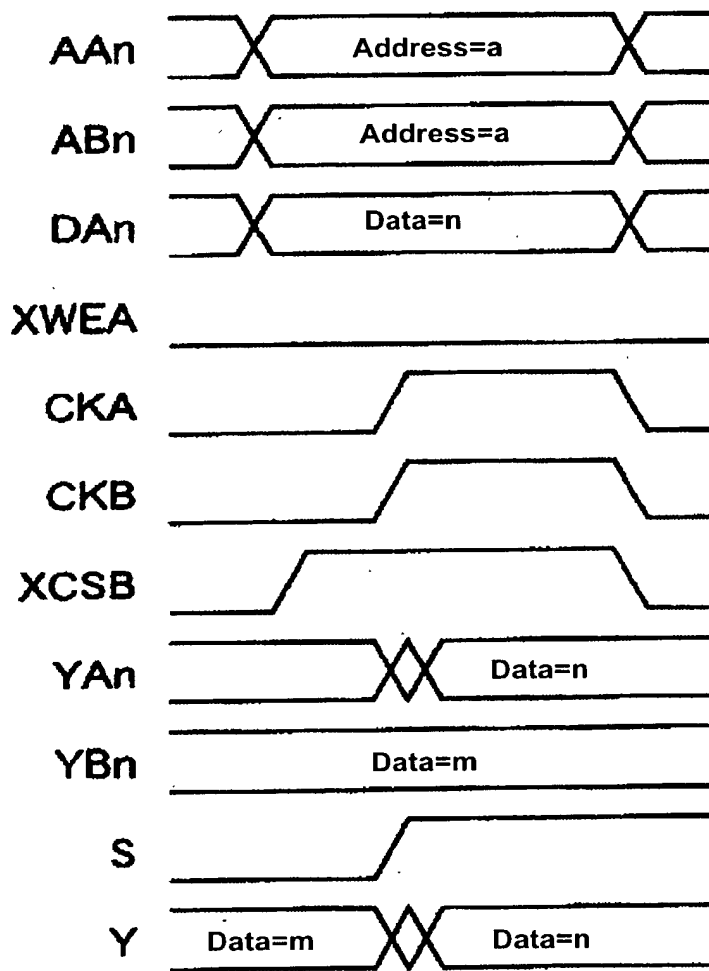 AAn Address=a
ABn Address=a
DAn Data=n
XWEA
CKA
CKB
XCSB
YAn Data=n
YBn Data=m
S
Y Data=m Data=n